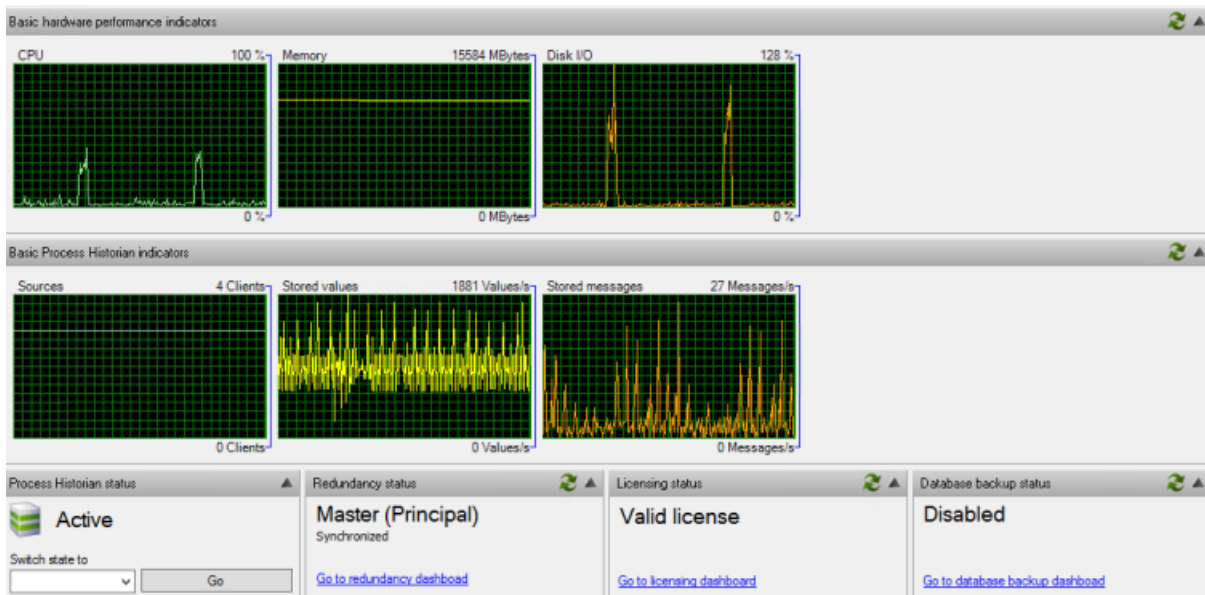 Basic hardware performance indicators
CPU 100 % Memory 15584 MBytes Disk I/O 128 %
0 % 0 MBytes 0 %
Basic Process Historian indicators
Sources 4 Clients Stored values 1881 Values/s Stored messages 27 Messages/s
0 Clients 0 Values/s 0 Messages/s
Process Historian status Redundancy status Licensing status Database backup status
Active Master (Principal) Valid license Disabled
Synchronized
Switch state to
Go Go to redundancy dashboad Go to licensing dashboard Go to database backup dashboad